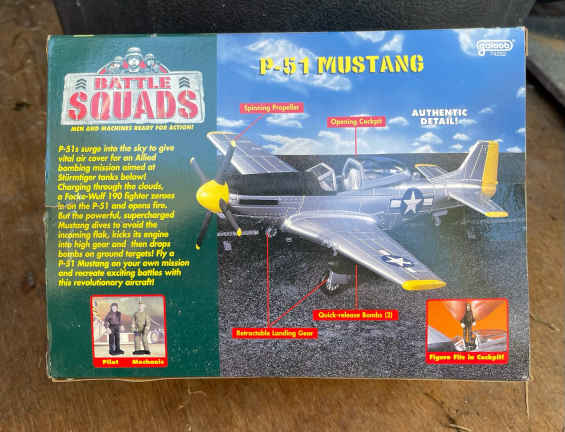 galoob
P-51 MUSTANG
BATTLE
SQUADS
MEN AND MACHINES READY FOR ACTION!
Spinning Propeller
Opening Cockpit
AUTHENTIC
DETAIL!
P-51s surge into the sky to give
vital air cover for an Allied
bombing mission aimed at
Stürmtiger tanks below!
Charging through the clouds,
a Focke-Wulf 190 fighter zeroes
in on the P-51 and opens fire.
But the powerful, supercharged
Mustang dives to avoid the
incoming flak, kicks its engine
into high gear and then drops
bombs on ground targets! Fly a
P-51 Mustang on your own mission
and recreate exciting battles with
this revolutionary aircraft!
Quick-release Bombs (2)
Retractable Landing Gear
Pilot Mechanic
Figure Fits in Cockpit!